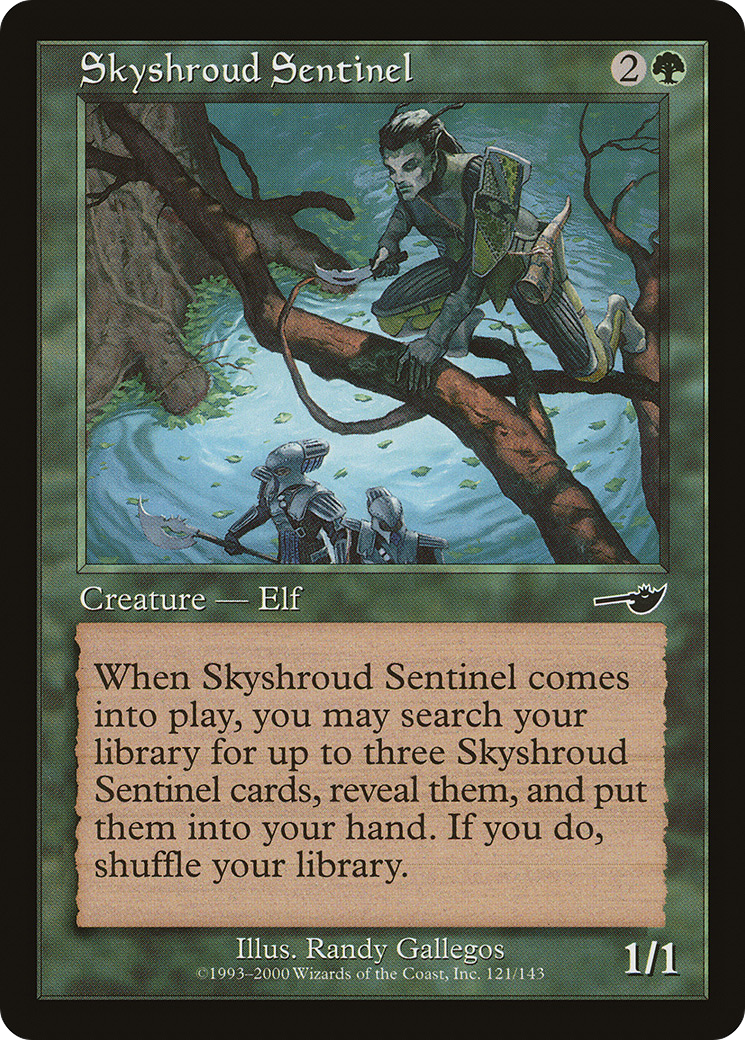 Skyshroud Sentinel 2
Creature — Elf
When Skyshroud Sentinel comes
into play, you may search your
library for up to three Skyshroud
Sentinel cards, reveal them, and put
them into your hand. If you do,
shuffle your library.
Illus. Randy Gallegos
©1993–2000 Wizards of the Coast, Inc. 121/143
1/1